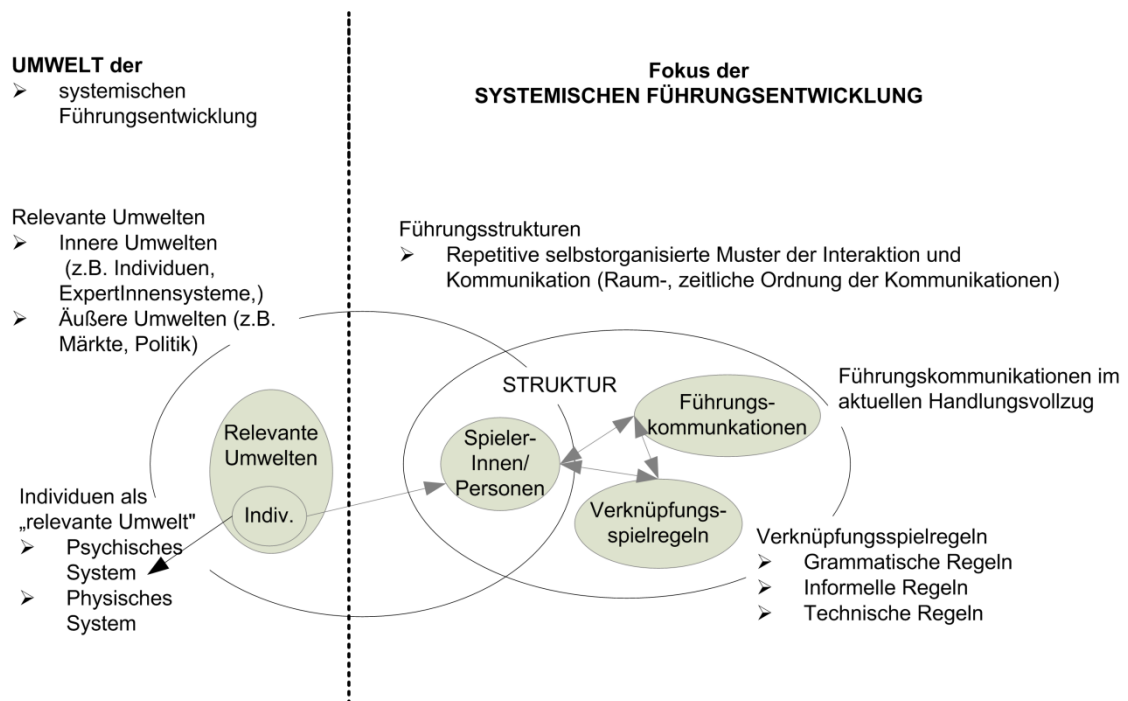 UMWELT der
➢ systemischen
Führungsentwicklung
Fokus der
SYSTEMISCHEN FÜHRUNGSENTWICKLUNG
Relevante Umwelten
➢ Innere Umwelten
(z.B. Individuen,
ExpertInnensysteme,)
➢ Äußere Umwelten (z.B.
Märkte, Politik)
Führungsstrukturen
➢ Repetitive selbstorganisierte Muster der Interaktion und
Kommunikation (Raum-, zeitliche Ordnung der Kommunikationen)
STRUKTUR
Führungskommunikationen im
aktuellen Handlungsvollzug
Führungs-
kommunkationen
Relevante
Umwelten
Indiv.
Spieler-
Innen/
Personen
Verknüpfungs-
spielregeln
Individuen als
„relevante Umwelt"
➢ Psychisches
System
➢ Physisches
System
Verknüpfungsspielregeln
➢ Grammatische Regeln
➢ Informelle Regeln
➢ Technische Regeln